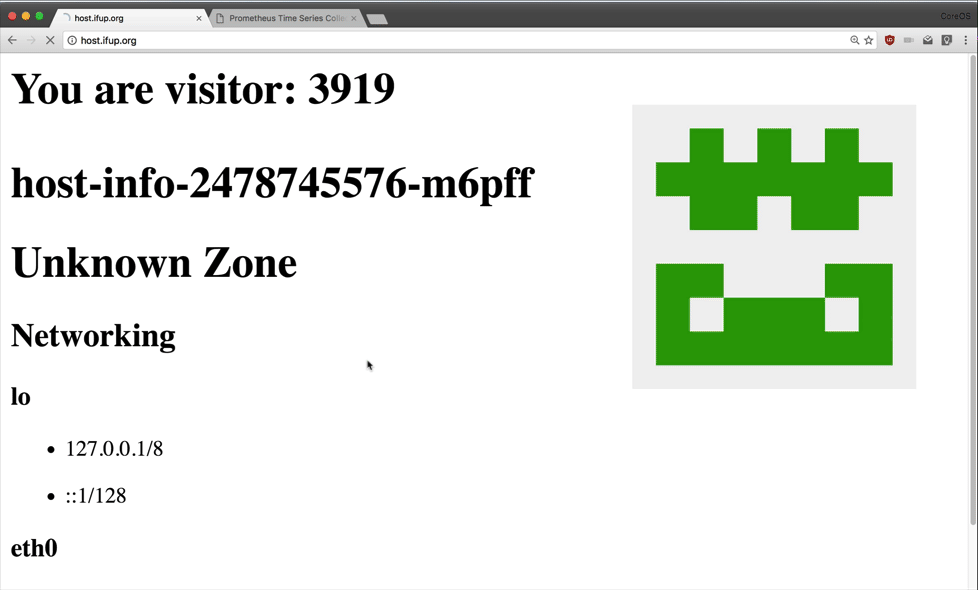 host.ifup.org
Prometheus Time Series Collec
CoreOS
host.ifup.org
You are visitor: 3919
host-info-2478745576-m6pff
Unknown Zone
Networking
lo
127.0.0.1/8
::1/128
eth0